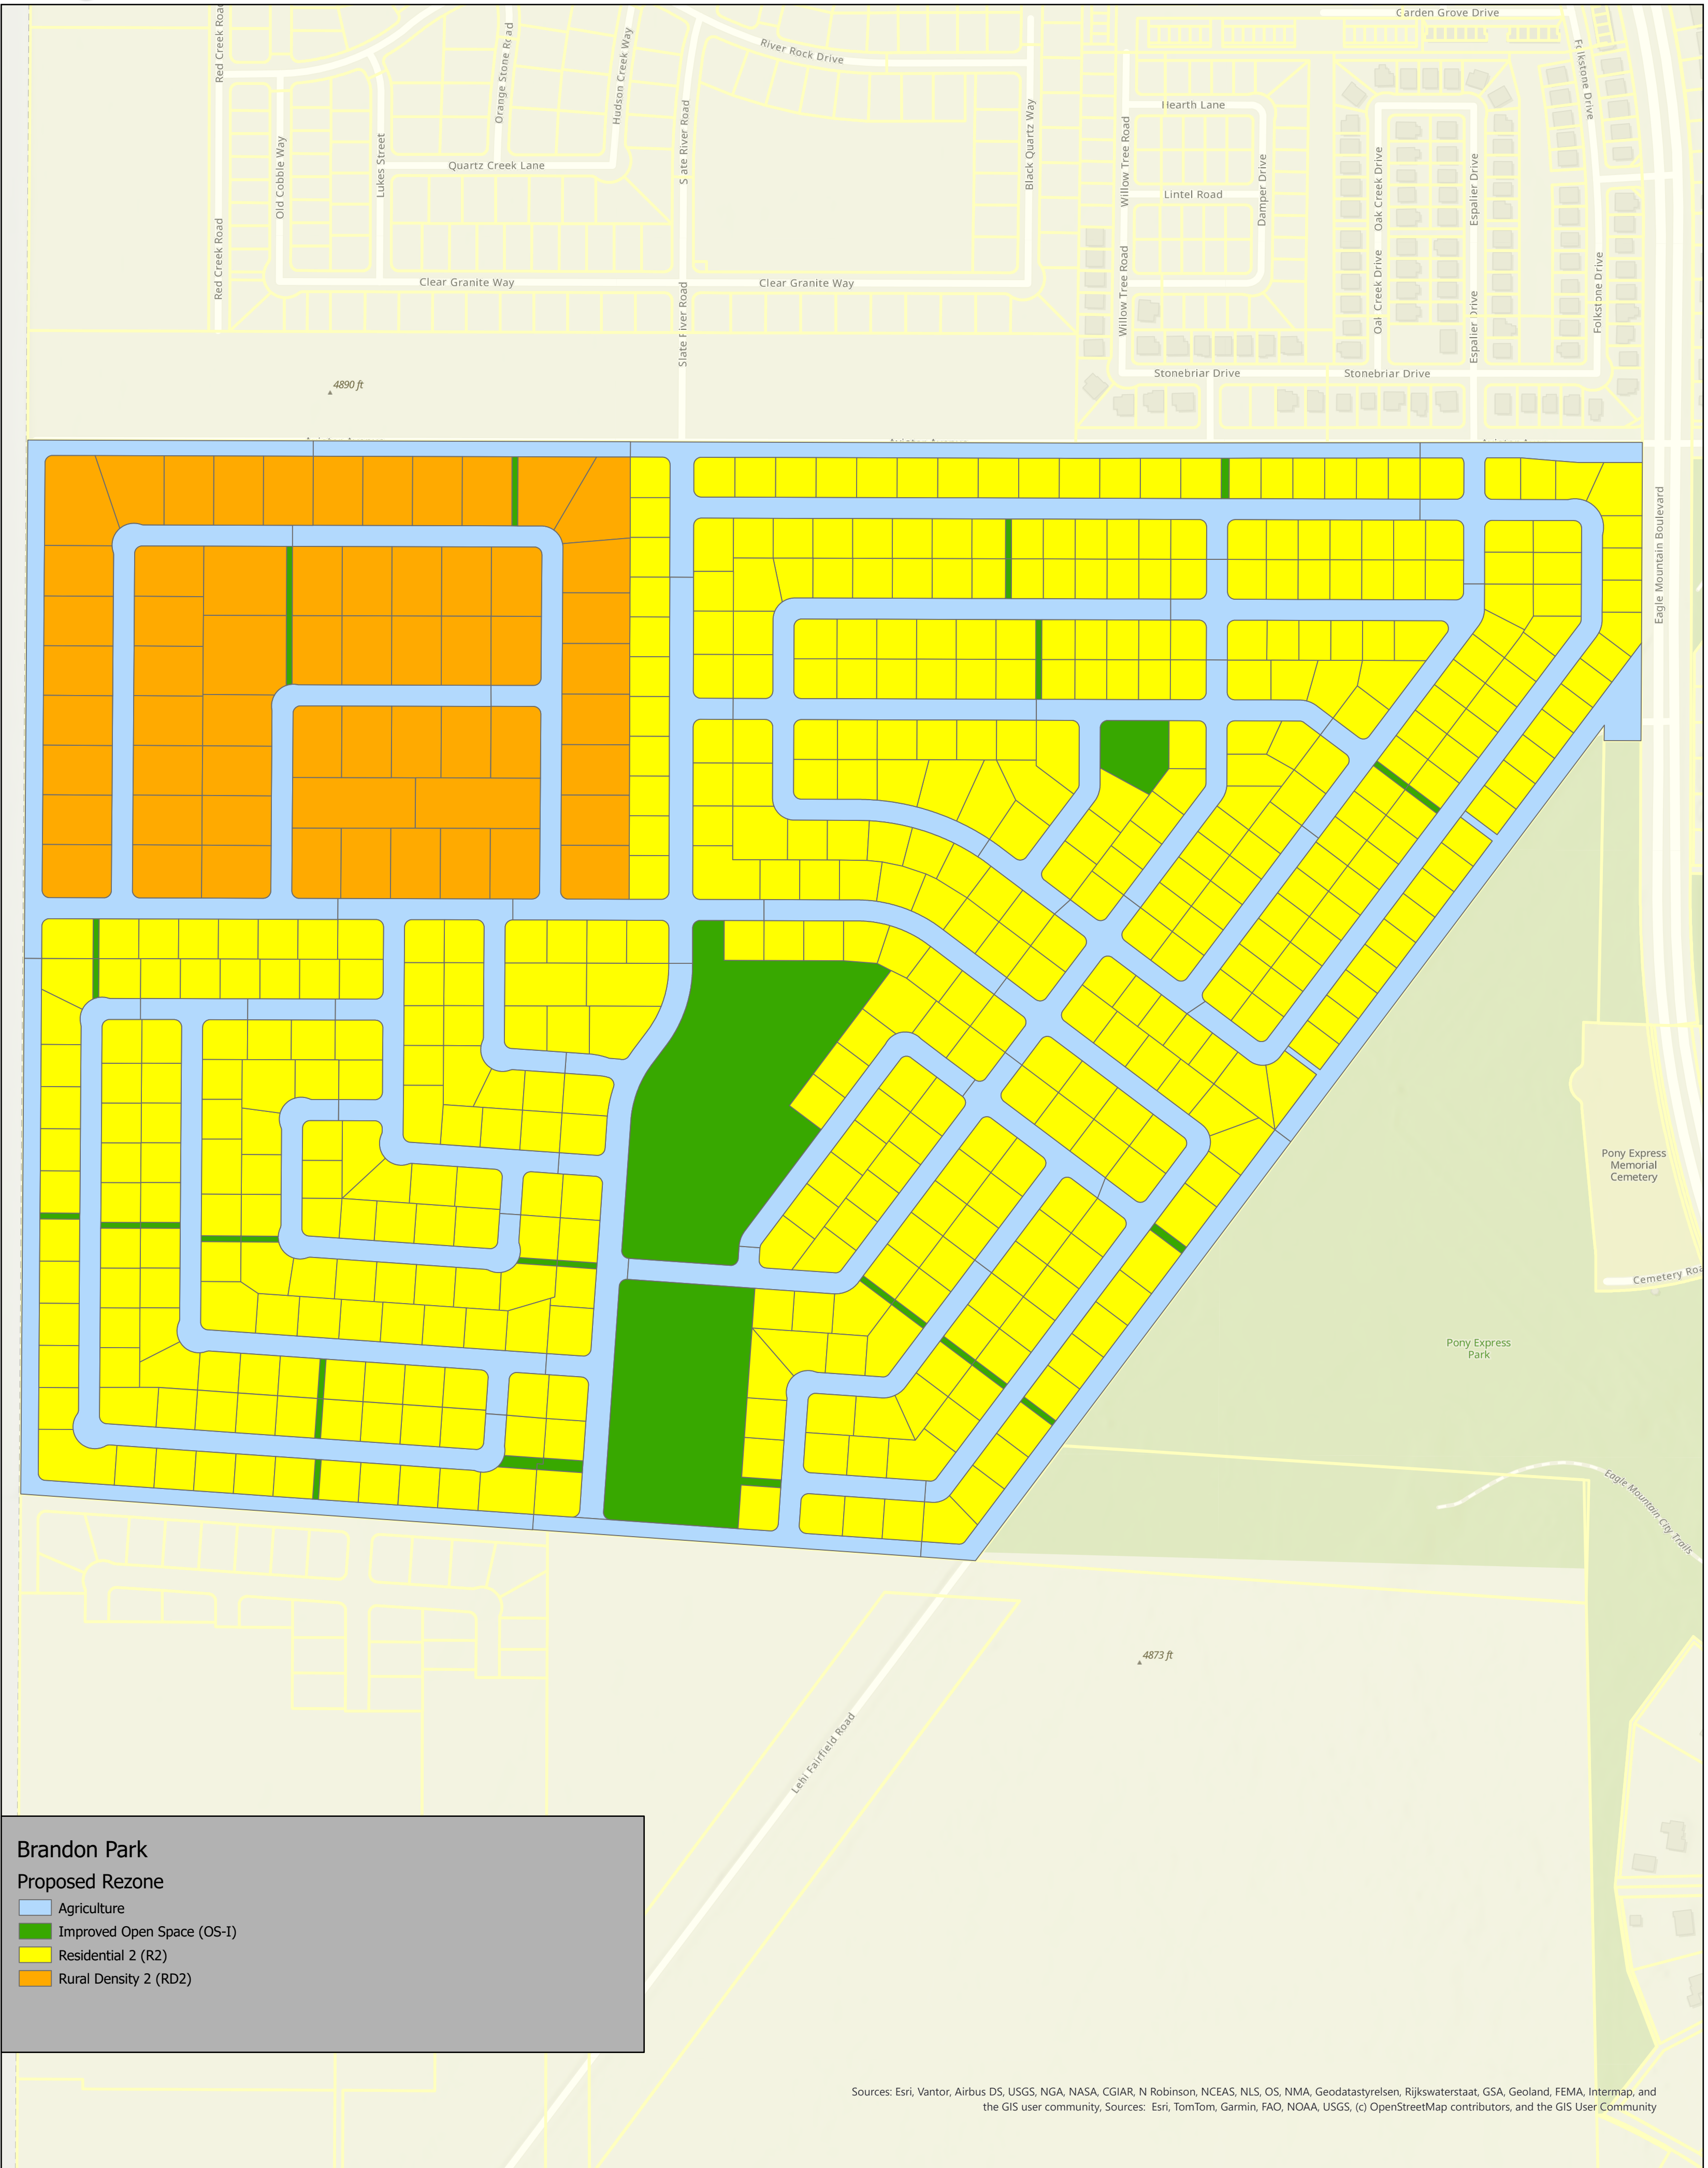 Garden Grove Drive
Red Creek Road
Orange Stone Road
Hudson Creek Way
River Rock Drive
Folkstone Drive
Slate River Road
Black Quartz Way
Willow Tree Road
Hearth Lane
Old Cobble Way
Lukes Street
Quartz Creek Lane
Lintel Road
Damper Drive
Oak Creek Drive
Espalier Drive
Red Creek Road
Clear Granite Way
Clear Granite Way
Slate River Road
Willow Tree Road
Oak Creek Drive
Espalier Drive
Folkstone Drive
Stonebriar Drive
Stonebriar Drive
4890 ft
Eagle Mountain Boulevard
Pony Express
Memorial
Cemetery
Cemetery Roa
Pony Express
Park
Eagle Mountain City Trails
4873 ft
Lehi Fairfield Road
Brandon Park
Proposed Rezone
Agriculture
Improved Open Space (OS-I)
Residential 2 (R2)
Rural Density 2 (RD2)
Sources: Esri, Vantor, Airbus DS, USGS, NGA, NASA, CGIAR, N Robinson, NCEAS, NLS, OS, NMA, Geodatastyrelsen, Rijkswaterstaat, GSA, Geoland, FEMA, Intermap, and
the GIS user community, Sources: Esri, TomTom, Garmin, FAO, NOAA, USGS, (c) OpenStreetMap contributors, and the GIS User Community